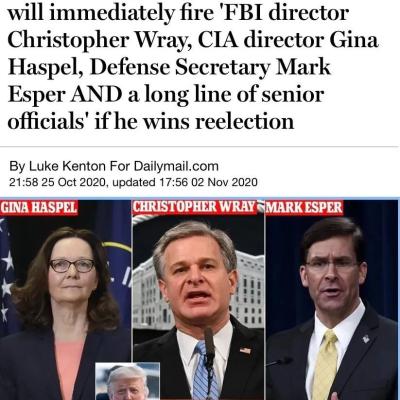 will immediately fire 'FBI director
Christopher Wray, CIA director Gina
Haspel, Defense Secretary Mark
Esper AND a long line of senior
officials' if he wins reelection
By Luke Kenton For Dailymail.com
21:58 25 Oct 2020, updated 17:56 02 Nov 2020
GINA HASPEL
CHRISTOPHER WRAY
MARK ESPER